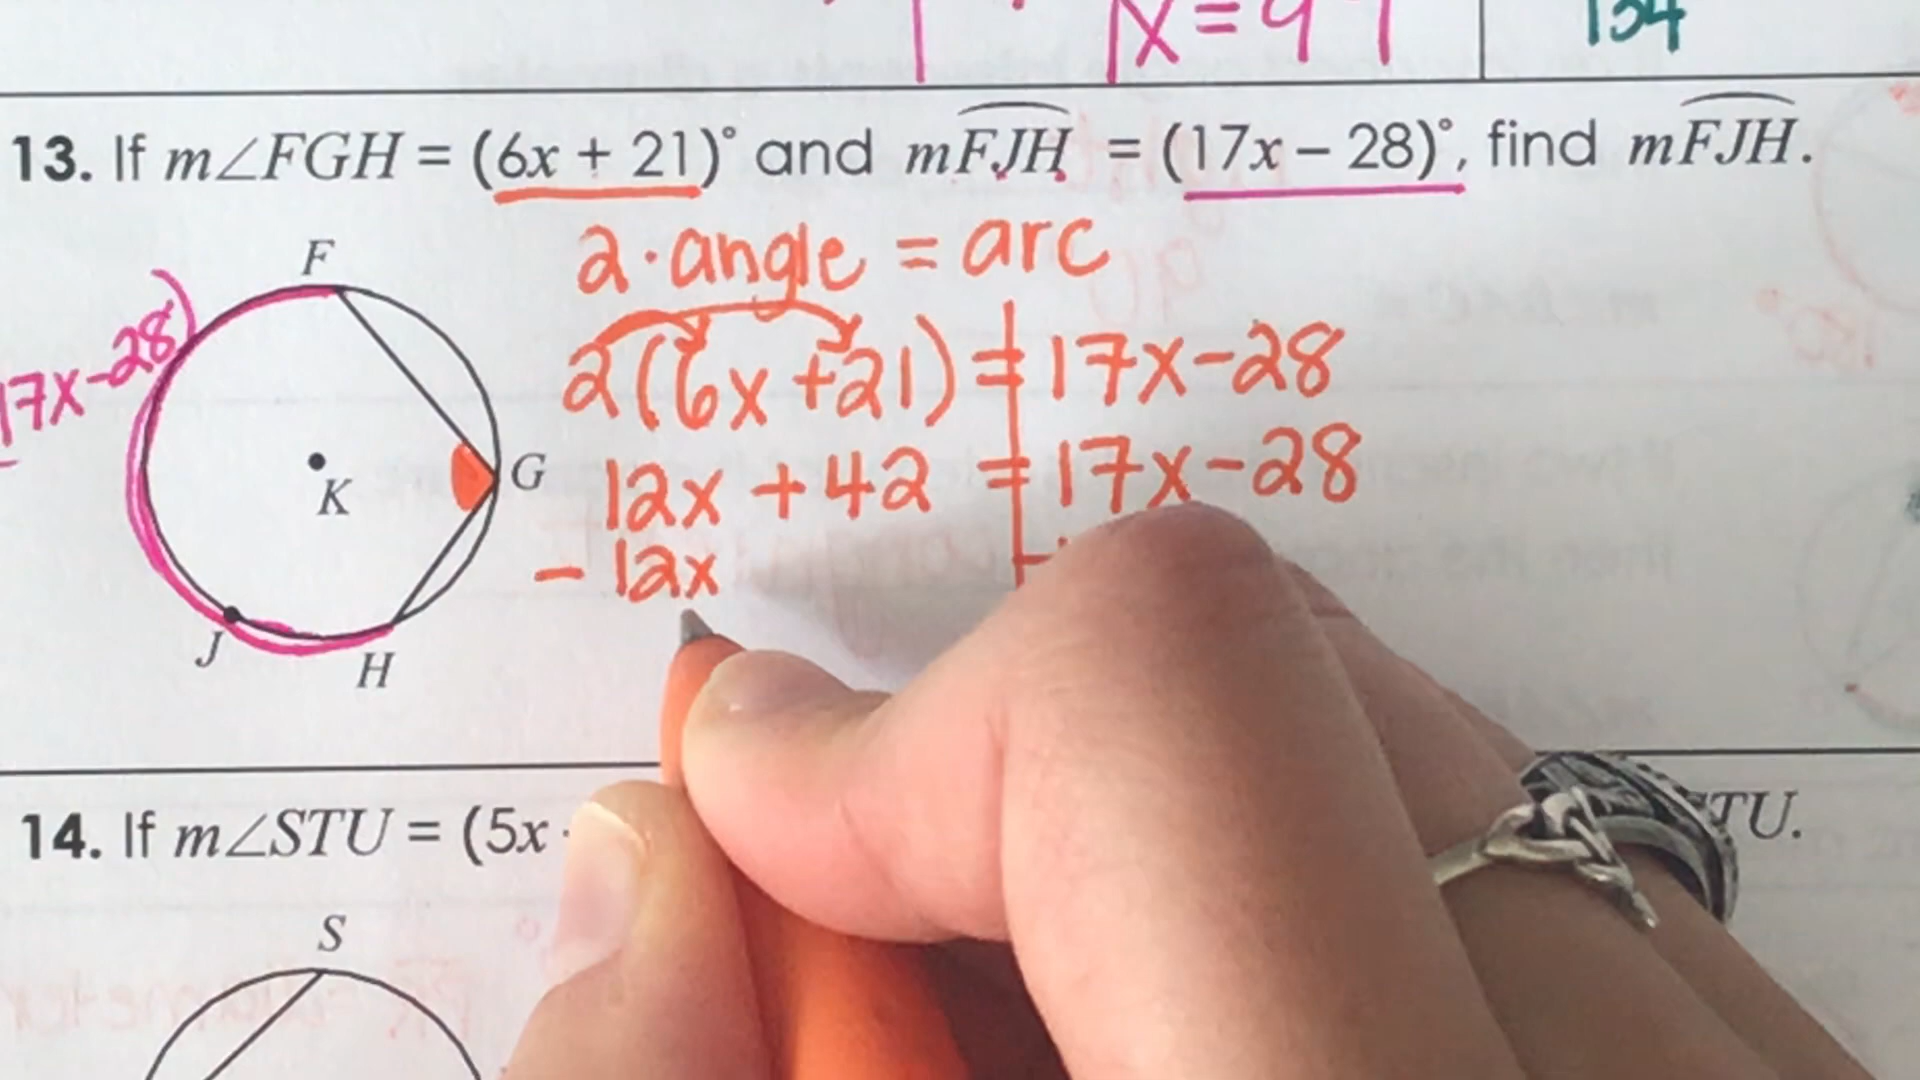 x = 9
134
13. If m∠FGH = (6x + 21)° and mFJH = (17x – 28)°, find mFJH.
2 · angle = arc
F
17x-28)
2(6x +21) = 17x-28
G
K
12x + 42 = 17x-28
- 12x
J
H
14. If m∠STU = (5x
TU.
S